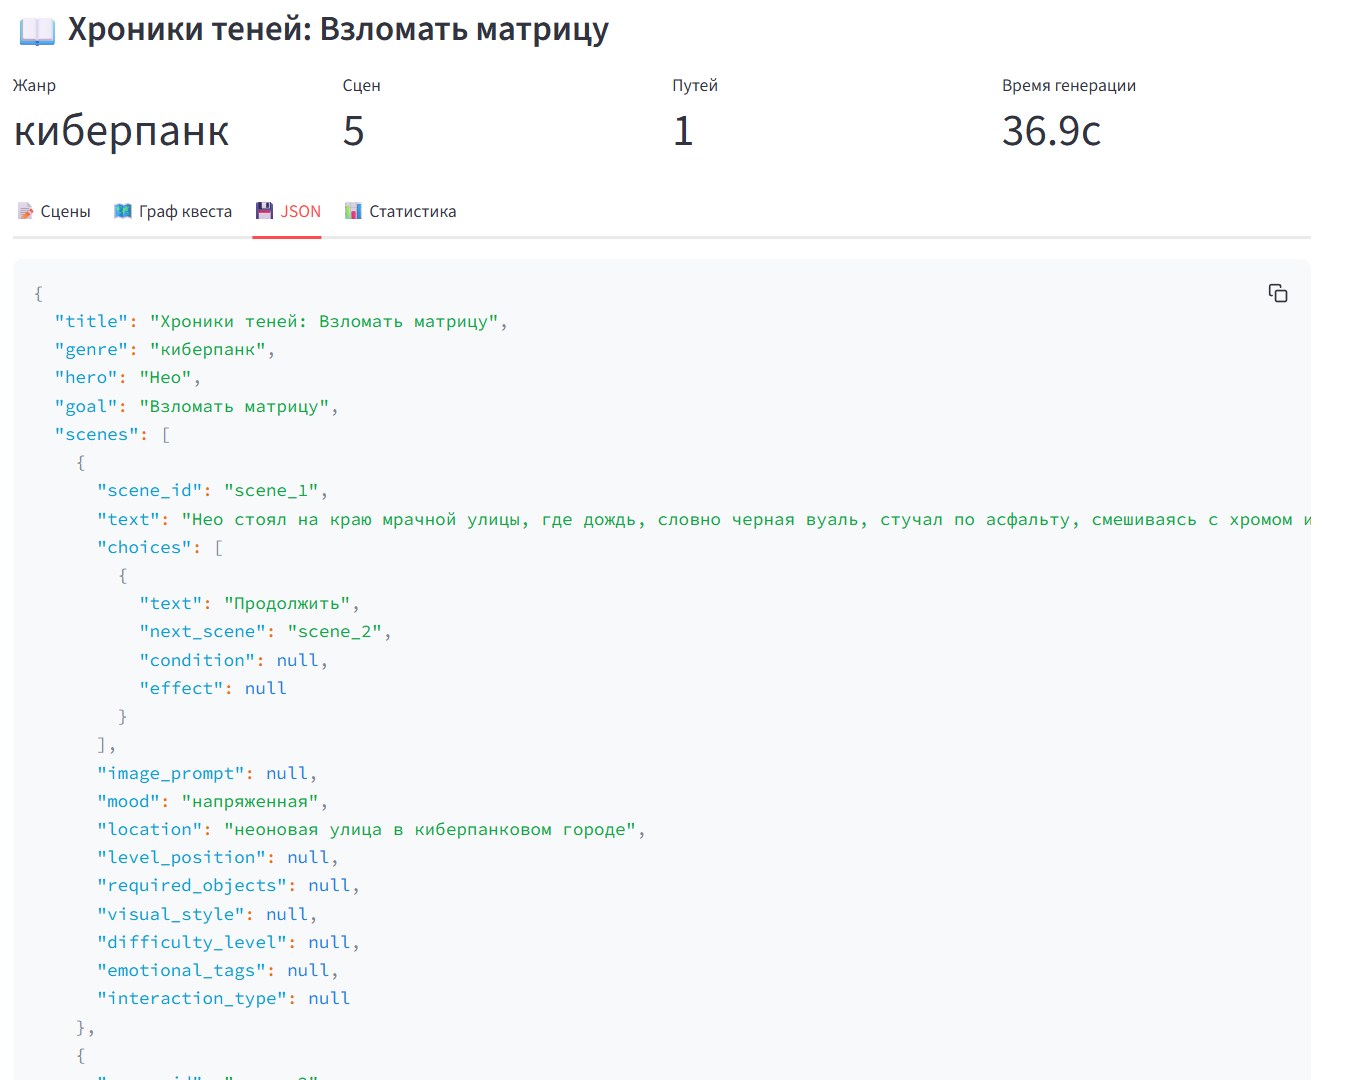 Хроники теней: Взломать матрицу
Жанр
Сцен
Путей
Время генерации
киберпанк
5
1
36.9с
Сцены
Граф квеста
JSON
Статистика
{
"title": "Хроники теней: Взломать матрицу",
"genre": "киберпанк",
"hero": "Нео",
"goal": "Взломать матрицу",
"scenes": [
{
"scene_id": "scene_1",
"text": "Нео стоял на краю мрачной улицы, где дождь, словно черная вуаль, стучал по асфальту, смешиваясь с хромом и
"choices": [
{
"text": "Продолжить",
"next_scene": "scene_2",
"condition": null,
"effect": null
}
],
"image_prompt": null,
"mood": "напряженная",
"location": "неоновая улица в киберпанковом городе",
"level_position": null,
"required_objects": null,
"visual_style": null,
"difficulty_level": null,
"emotional_tags": null,
"interaction_type": null
},
{